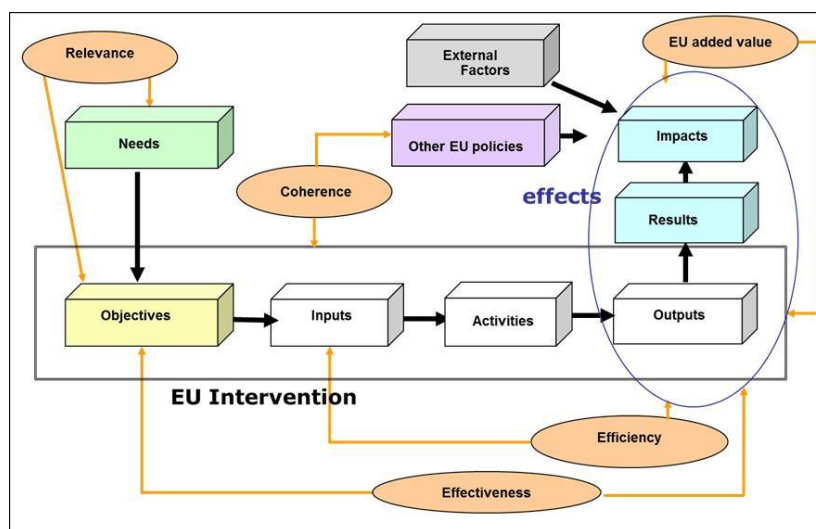 Relevance
External
Factors
EU added value
Needs
Other EU policies
Impacts
Coherence
effects
Results
Objectives
Inputs
Activities
Outputs
EU Intervention
Efficiency
Effectiveness